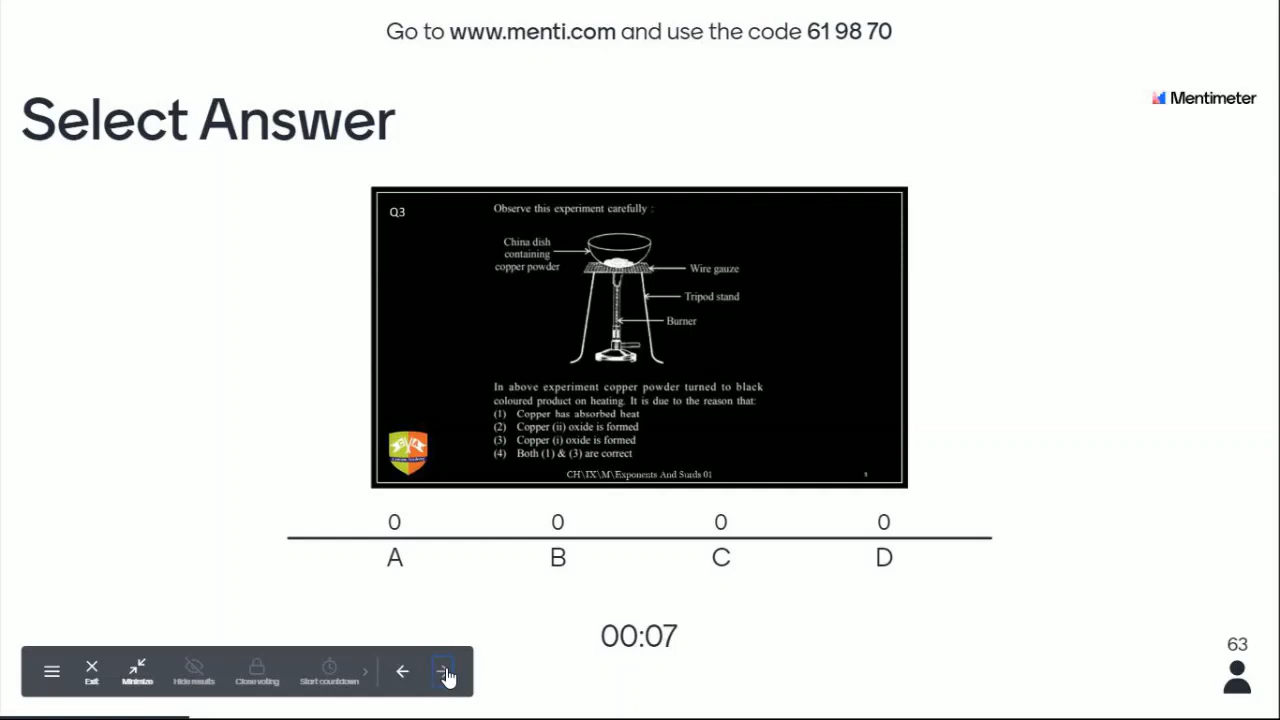 Go to www.menti.com and use the code 61 98 70
Select Answer
Mentimeter
Q3
Observe this experiment carefully :
China dish
containing
copper powder
Wire gauze
Tripod stand
Burner
In above experiment copper powder turned to black
coloured product on heating. It is due to the reason that:
(1) Copper has absorbed heat
(2) Copper (ii) oxide is formed
(3) Copper (i) oxide is formed
(4) Both (1) & (3) are correct
CH\IX\M\Exponents And Surds 01
0 0 0 0
A B C D
00:07
63
Exit Minimize Hide results Close voting Start countdown